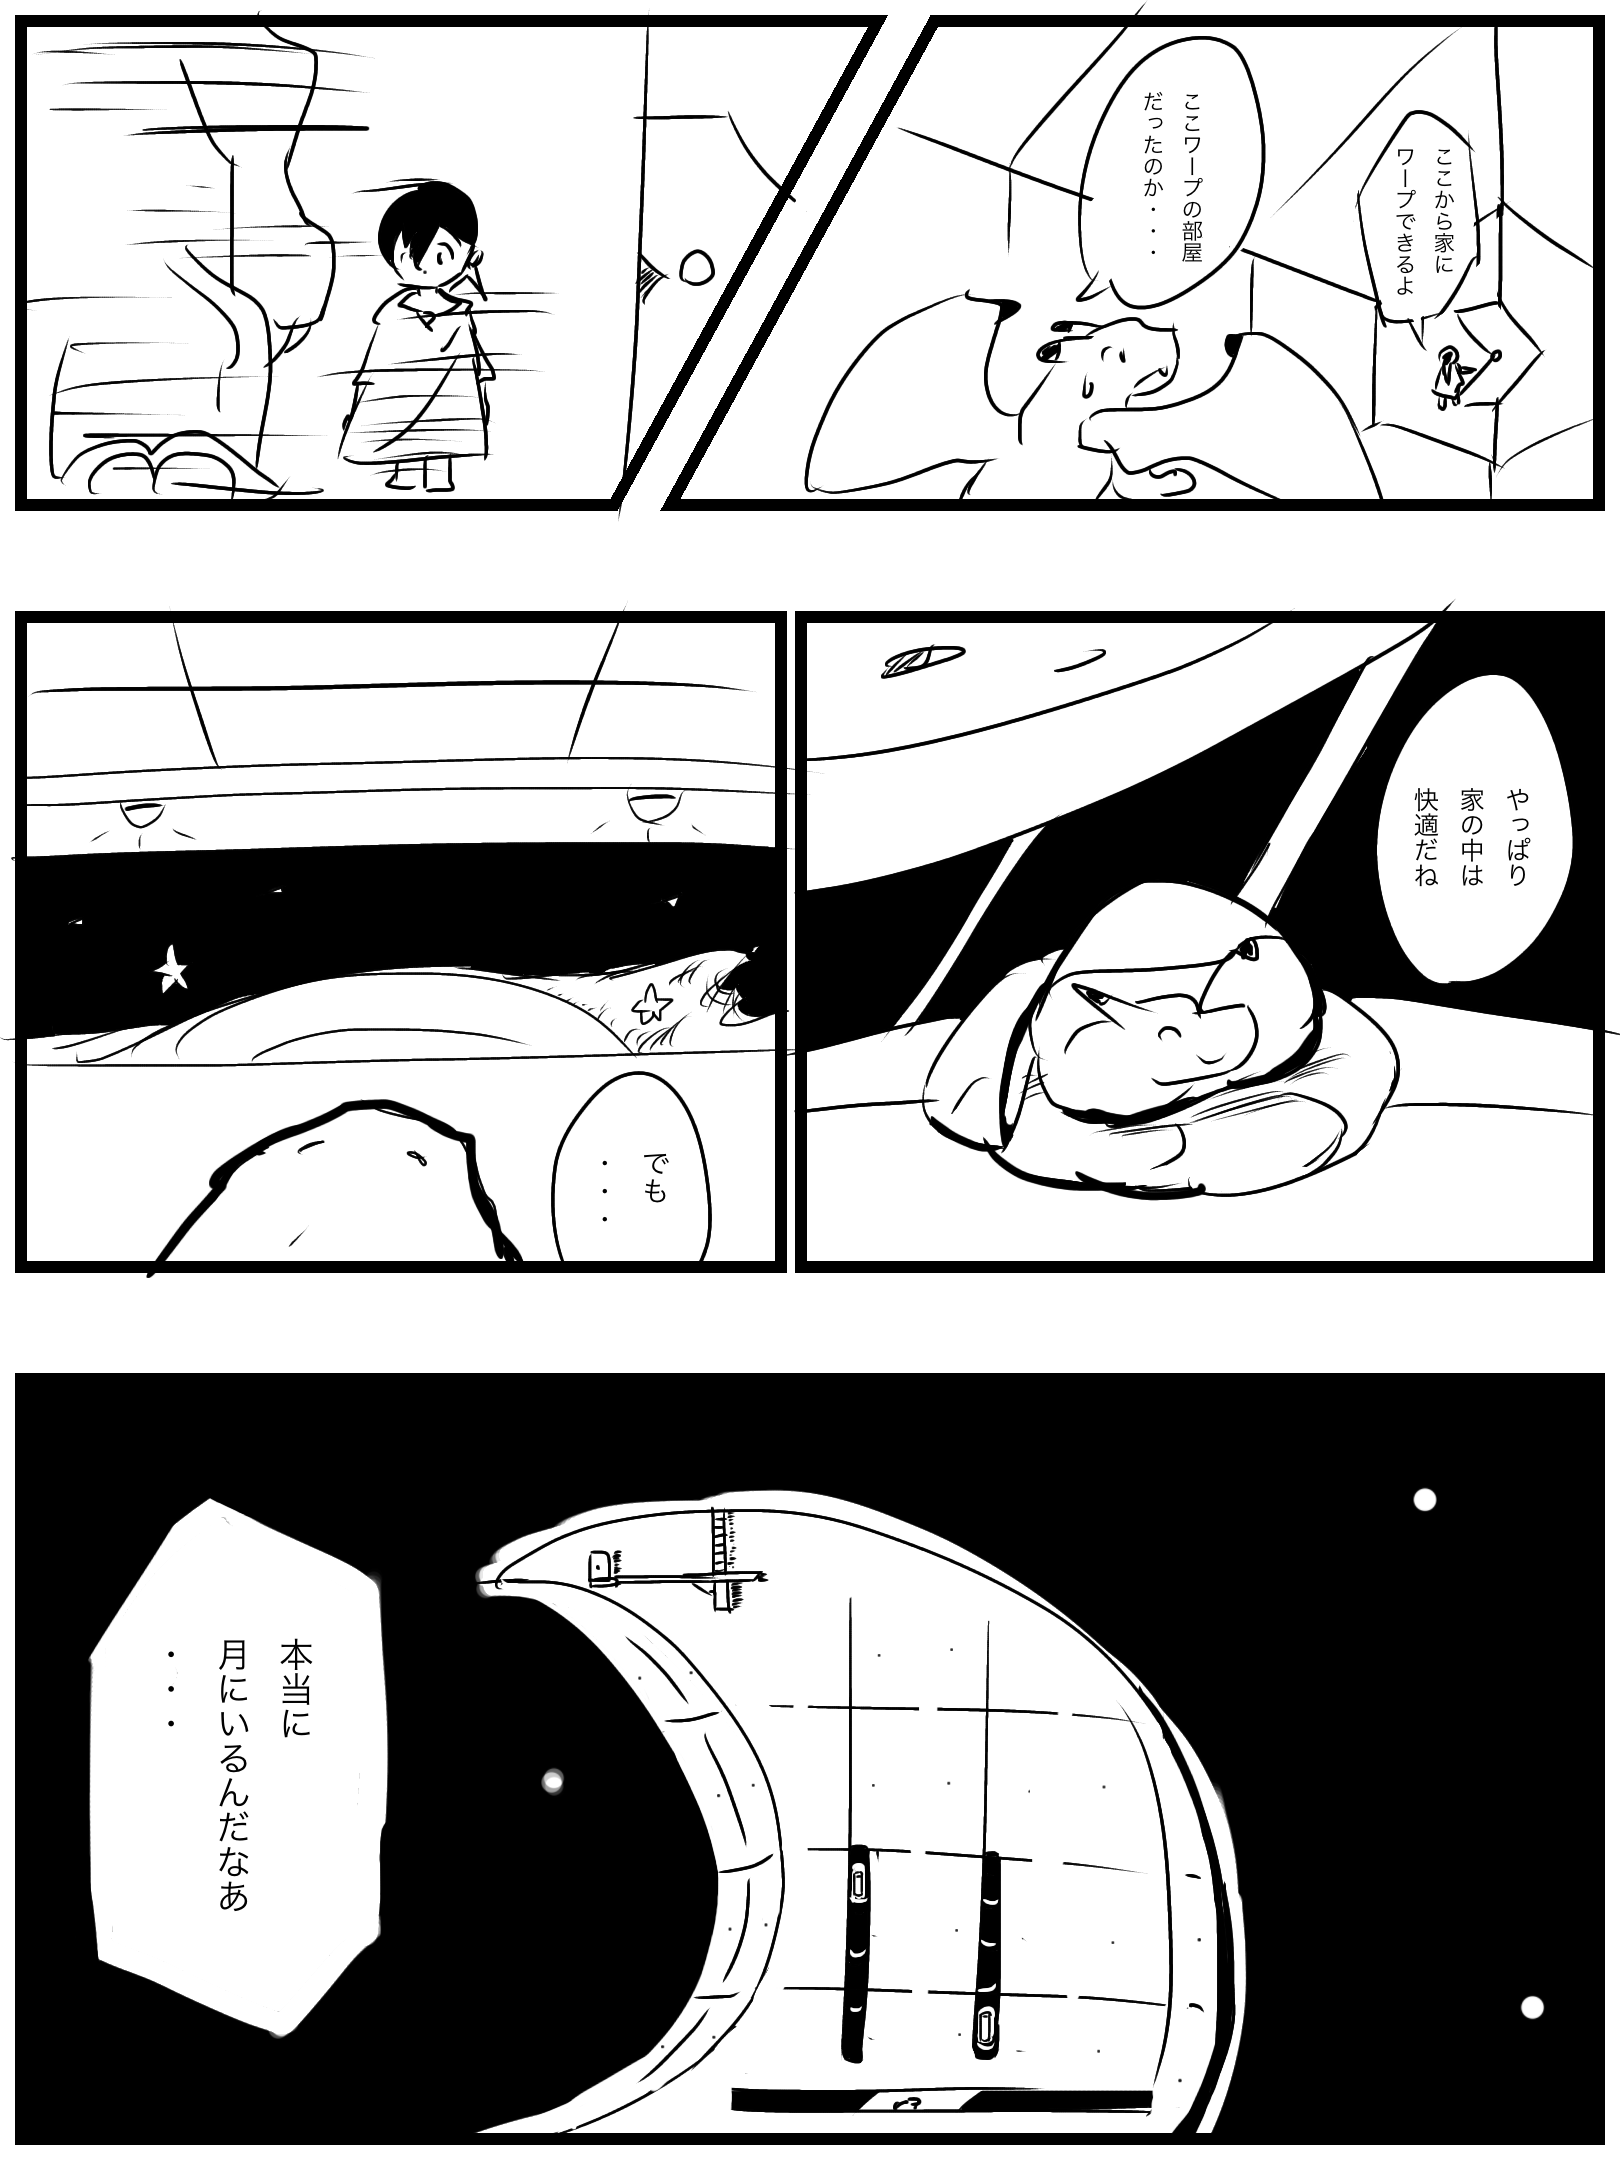 ここから家に
ワープできるよ
ここワープの部屋
だったのか・・・
やっぱり
家の中は
快適だね
でも
・・・
本当に
月にいるんだなあ
・・・